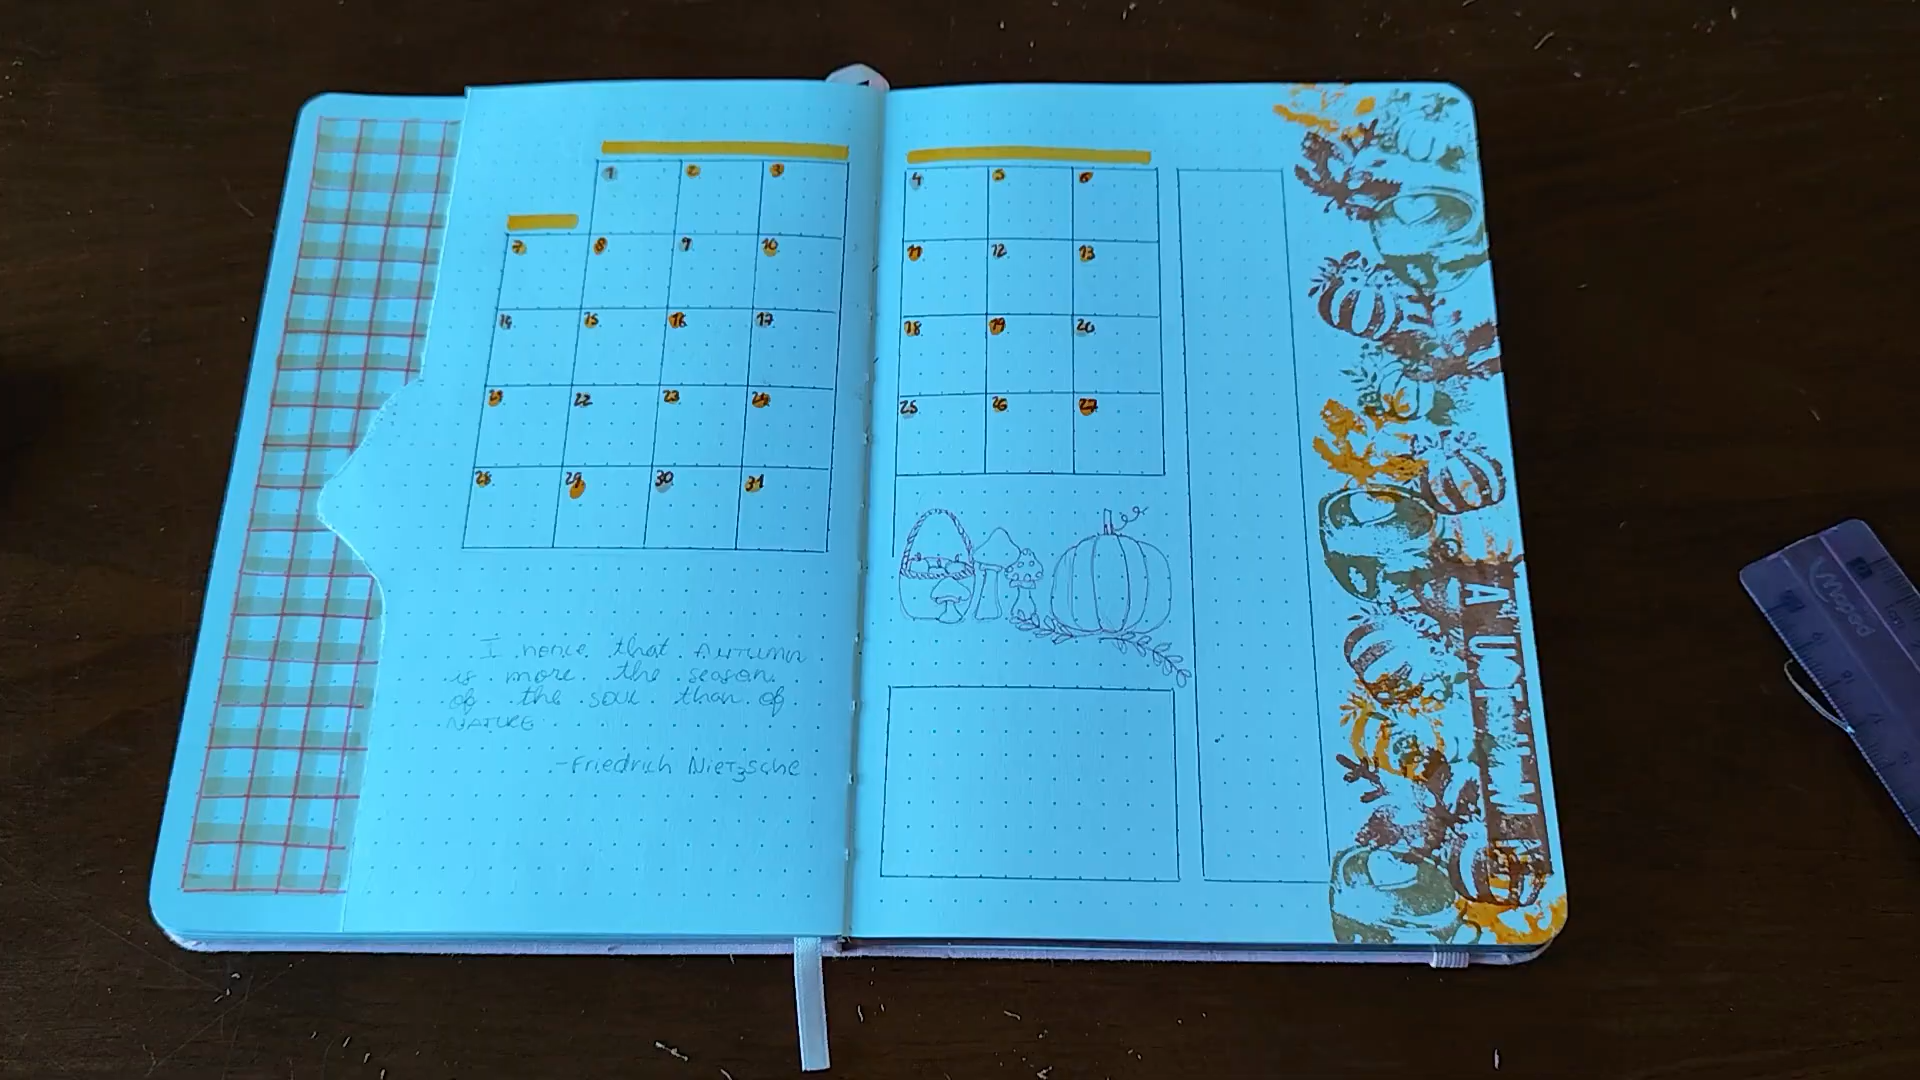 1 2 3 4 5 6
7 8 9 10 11 12 13
14 15 16 17 18 19 20
21 22 23 24 25 26 27
28 29 30 31
I notice that AUTUMN
is more the season
of the soul than of
NATURE
-Friedrich Nietzsche
AUTUMN
Maped